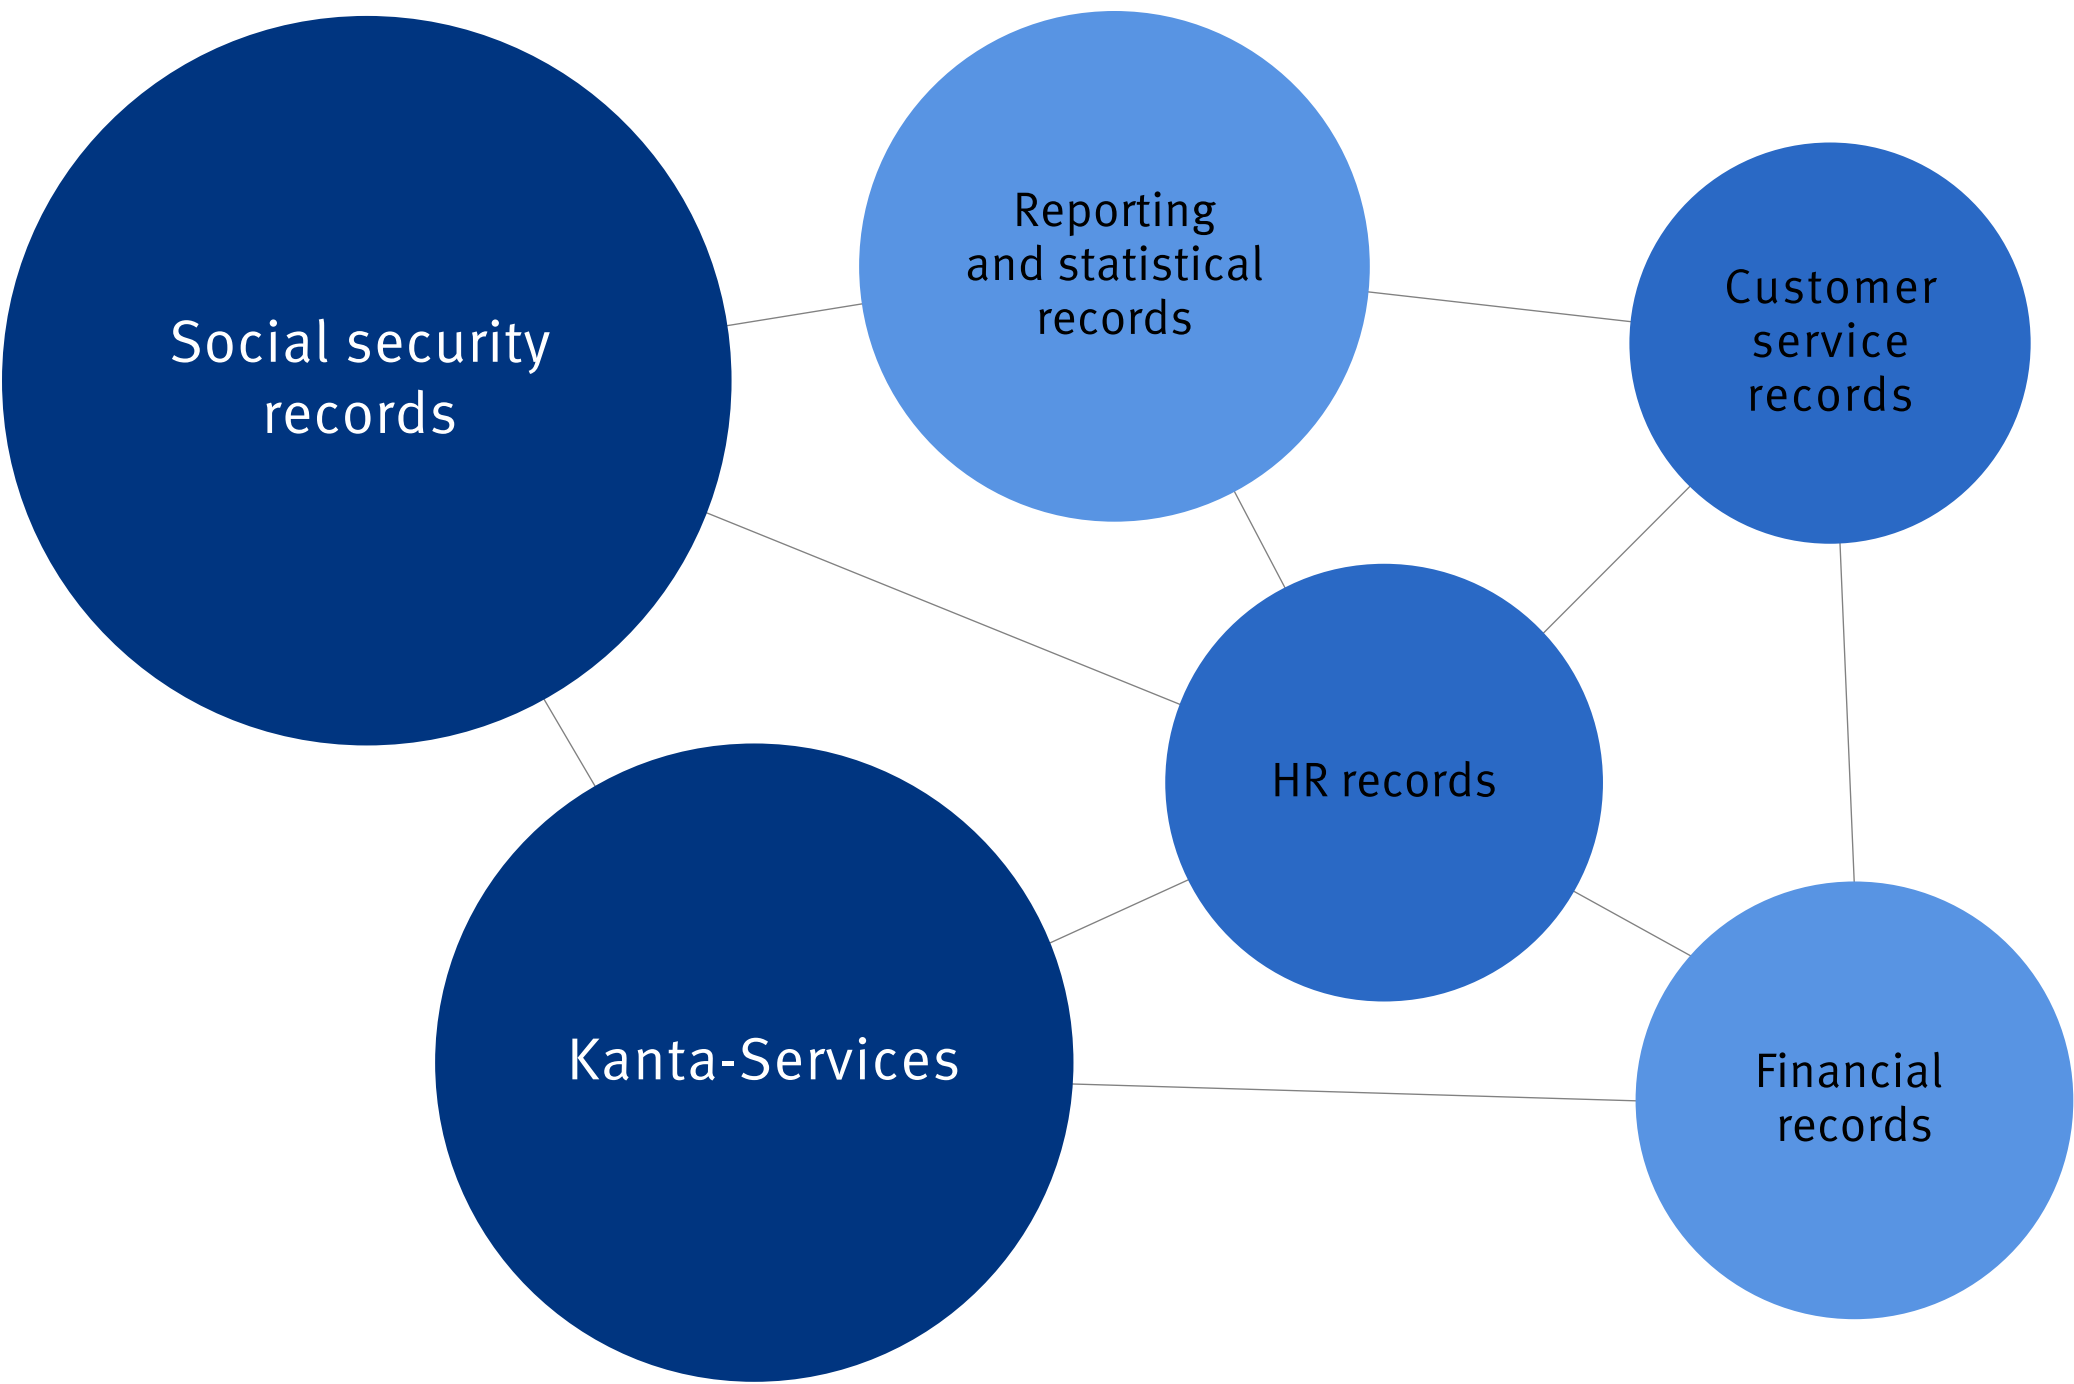 Social security
records
Reporting
and statistical
records
Customer
service
records
HR records
Kanta-Services
Financial
records